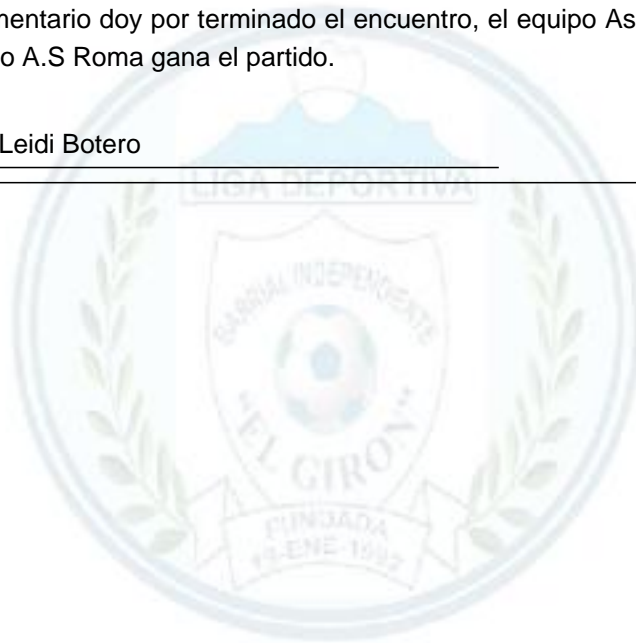 mentario doy por terminado el encuentro, el equipo As
o A.S Roma gana el partido.
Leidi Botero
LIGA DEPORTIVA
BARRIAL INDEPENDIENTE
"EL GIRON"
FUNDADA